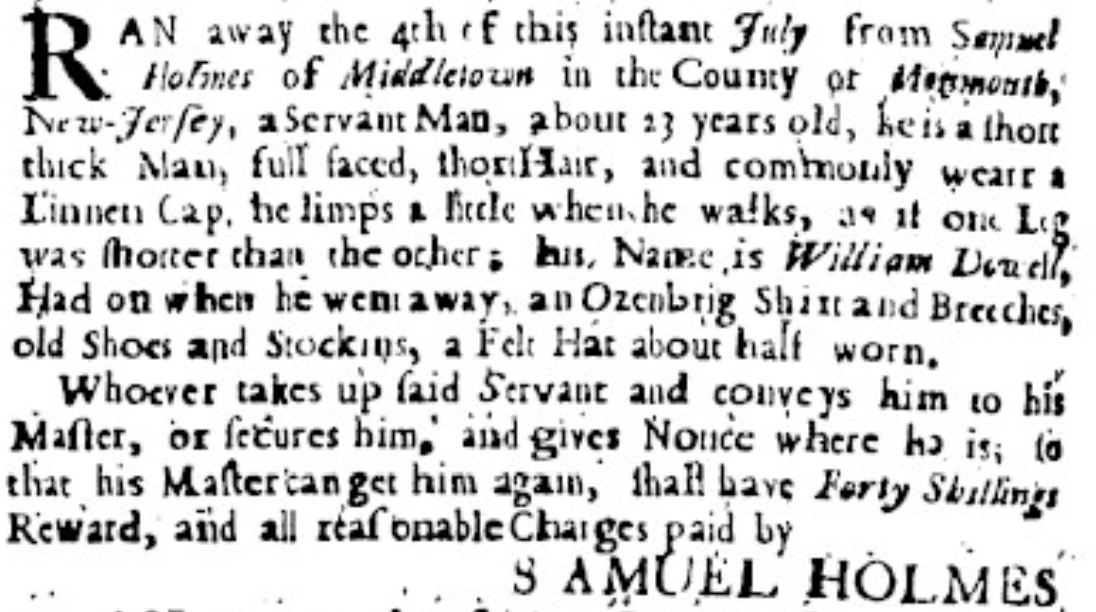 RAN away the 4th of this inſtant July from Samuel
Holmes of Middletown in the County of Monmouth,
New-Jerſey, a Servant Man, about 23 years old, he is a ſhort
thick Man, full faced, ſhort Hair, and commonly wears a
Linnen Cap, he limps a little when he walks, as if one Leg
was ſhorter than the other; his Name is William
Had on when he went away, an Ozenbrig Shirt and Breeches,
old Shoes and Stockins, a Felt Hat about half worn.
Whoever takes up ſaid Servant and conveys him to his
Maſter, or ſecures him, and gives Notice where he is, ſo
that his Maſter can get him again, ſhall have Forty Shillings
Reward, and all reaſonable Charges paid by
SAMUEL HOLMES